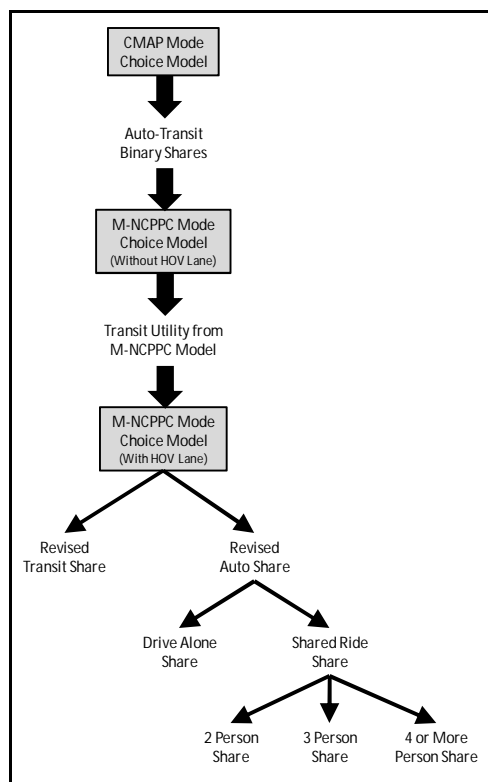 CMAP Mode
Choice Model
Auto-Transit
Binary Shares
M-NCPPC Mode
Choice Model
(Without HOV Lane)
Transit Utility from
M-NCPPC Model
M-NCPPC Mode
Choice Model
(With HOV Lane)
Revised
Transit Share
Revised
Auto Share
Drive Alone
Share
Shared Ride
Share
2 Person
Share
3 Person
Share
4 or More
Person Share